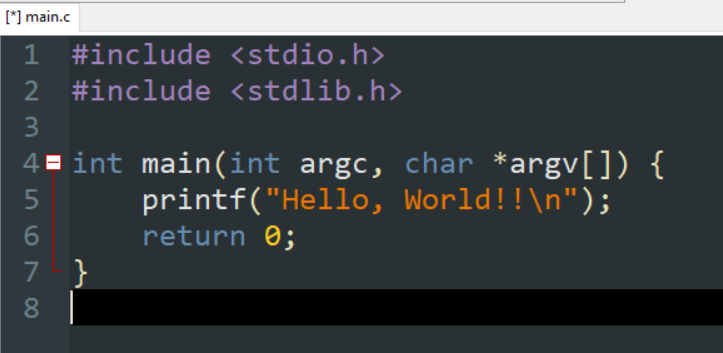 [*] main.c
1 #include <stdio.h>
2 #include <stdlib.h>
3
4 int main(int argc, char *argv[]) {
5     printf("Hello, World!!\n");
6     return 0;
7 }
8